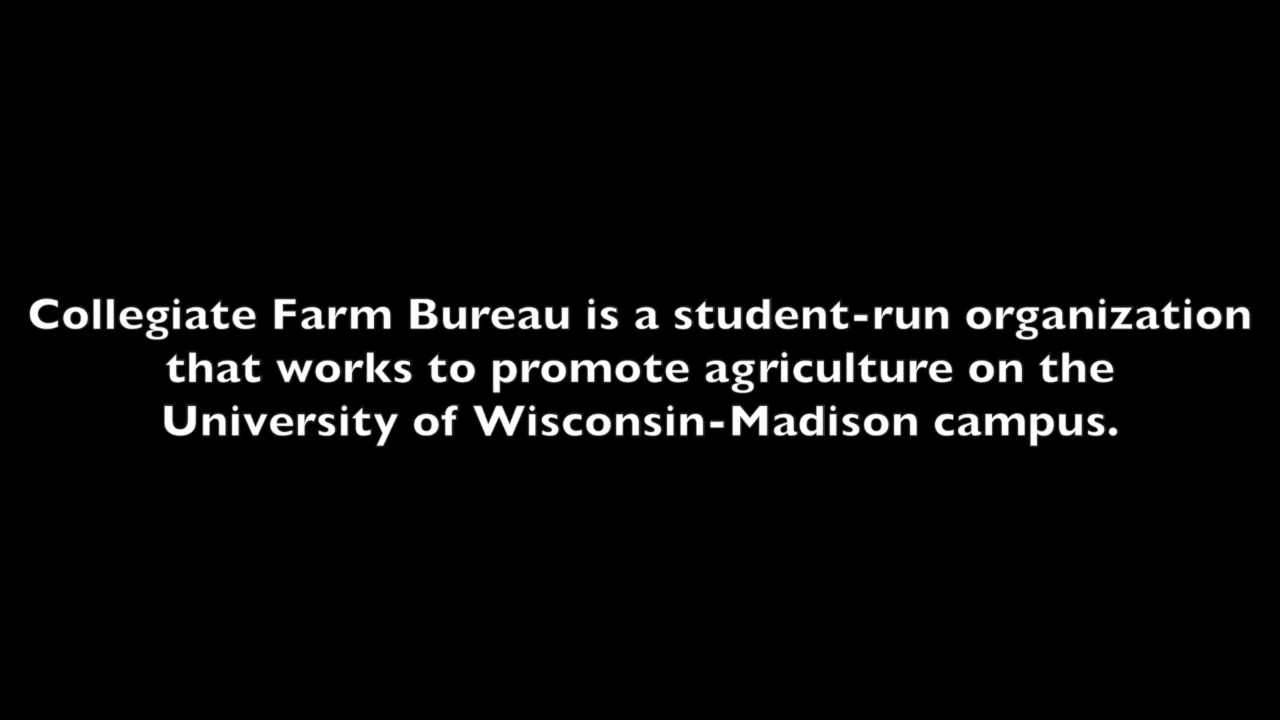 Collegiate Farm Bureau is a student-run organization
that works to promote agriculture on the
University of Wisconsin-Madison campus.